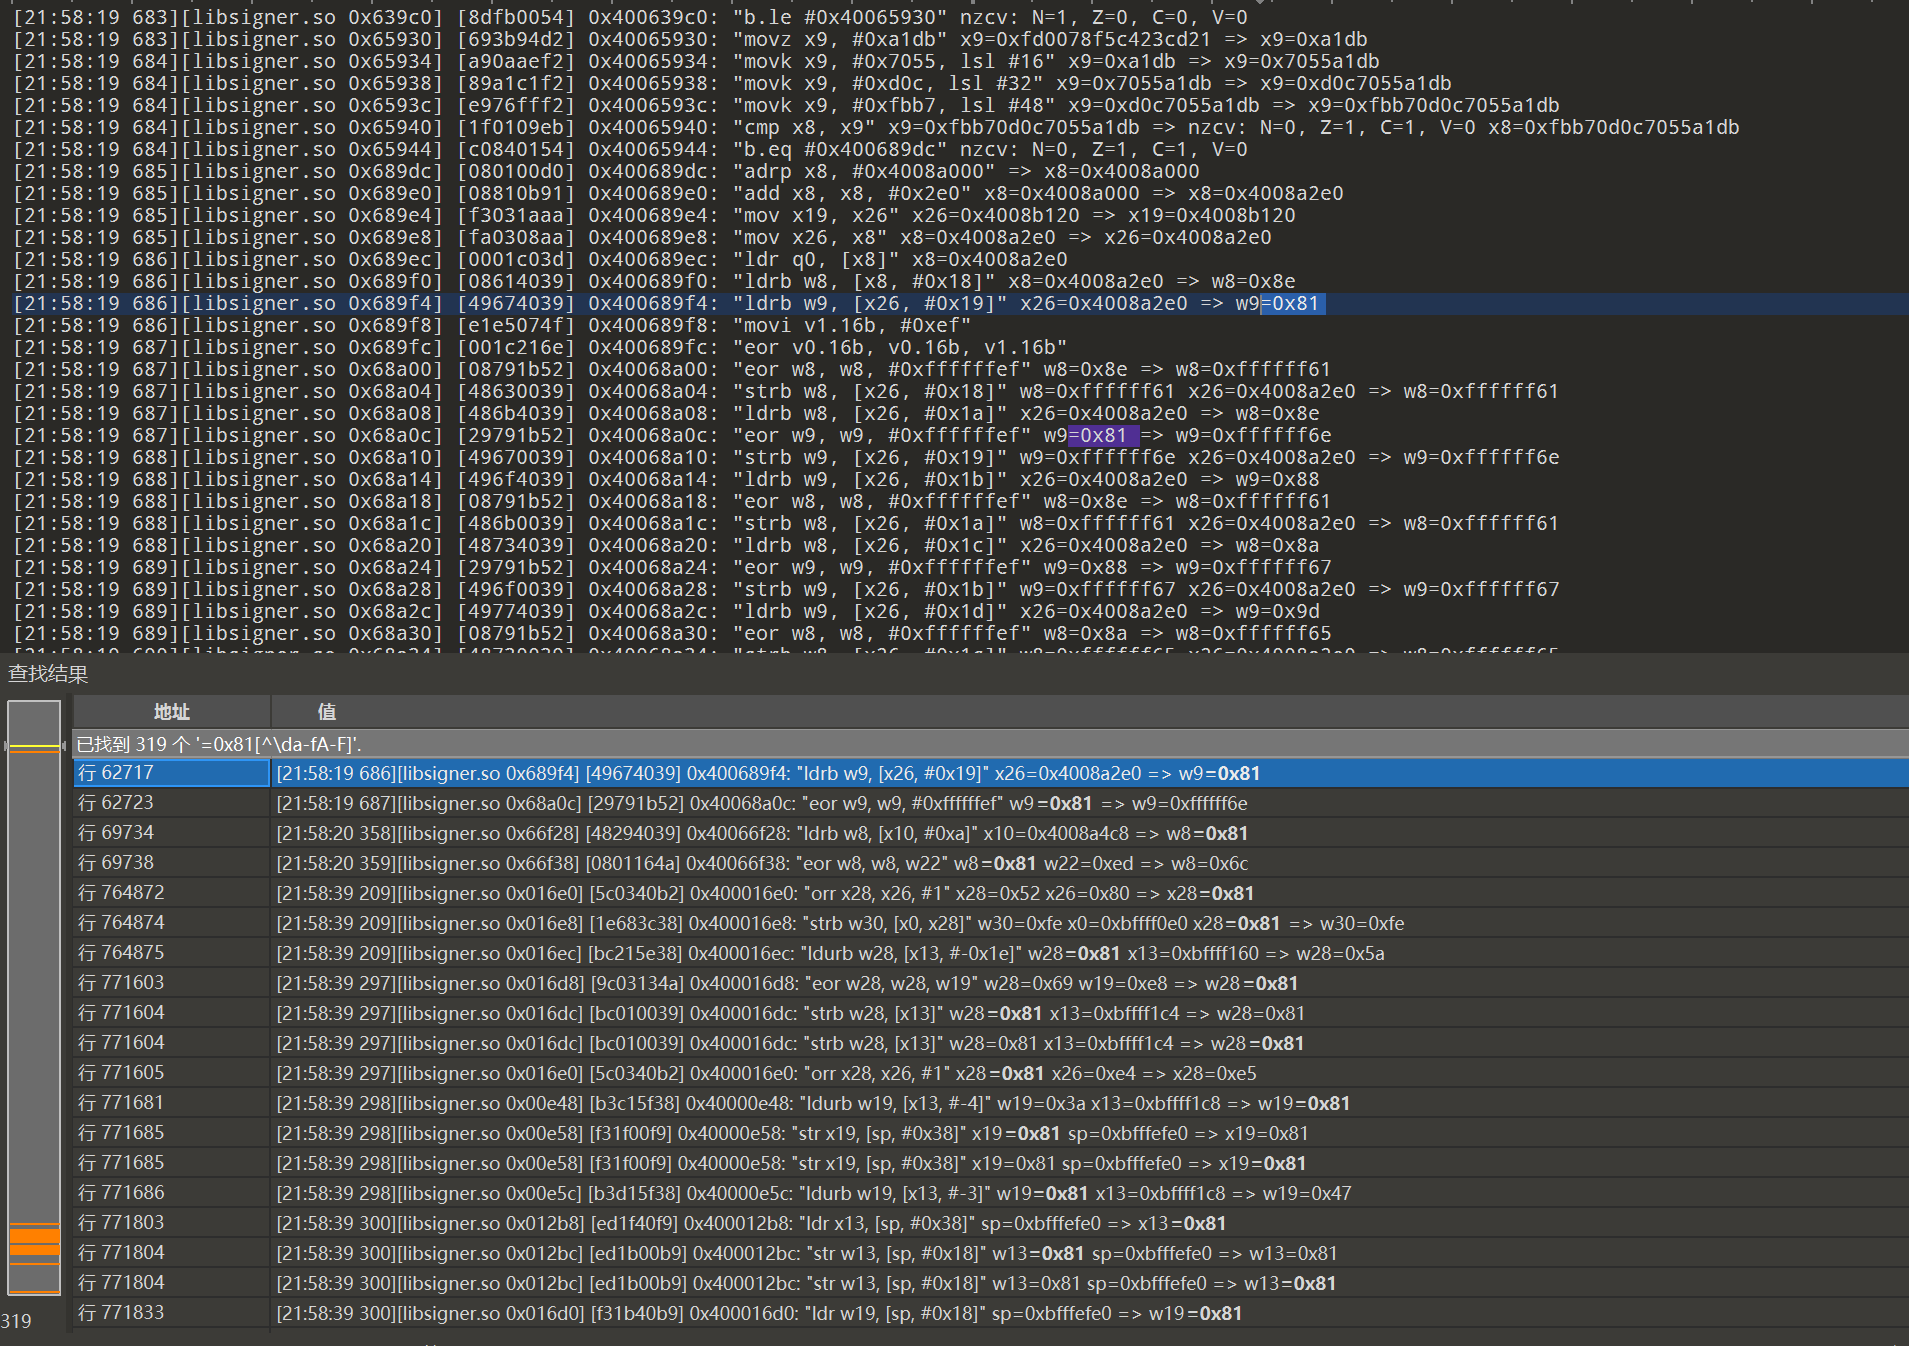 [21:58:19 683][libsigner.so 0x639c0] [8dfb0054] 0x400639c0: "b.le #0x40065930" nzcv: N=1, Z=0, C=0, V=0
[21:58:19 683][libsigner.so 0x65930] [693b94d2] 0x40065930: "movz x9, #0xa1db" x9=0xfd0078f5c423cd21 => x9=0xa1db
[21:58:19 684][libsigner.so 0x65934] [a90aaef2] 0x40065934: "movk x9, #0x7055, lsl #16" x9=0xa1db => x9=0x7055a1db
[21:58:19 684][libsigner.so 0x65938] [89a1c1f2] 0x40065938: "movk x9, #0xd0c, lsl #32" x9=0x7055a1db => x9=0xd0c7055a1db
[21:58:19 684][libsigner.so 0x6593c] [e976fff2] 0x4006593c: "movk x9, #0xfbb7, lsl #48" x9=0xd0c7055a1db => x9=0xfbb70d0c7055a1db
[21:58:19 684][libsigner.so 0x65940] [1f0109eb] 0x40065940: "cmp x8, x9" x9=0xfbb70d0c7055a1db => nzcv: N=0, Z=1, C=1, V=0 x8=0xfbb70d0c7055a1db
[21:58:19 684][libsigner.so 0x65944] [c0840154] 0x40065944: "b.eq #0x400689dc" nzcv: N=0, Z=1, C=1, V=0
[21:58:19 685][libsigner.so 0x689dc] [080100d0] 0x400689dc: "adrp x8, #0x4008a000" => x8=0x4008a000
[21:58:19 685][libsigner.so 0x689e0] [08810b91] 0x400689e0: "add x8, x8, #0x2e0" x8=0x4008a000 => x8=0x4008a2e0
[21:58:19 685][libsigner.so 0x689e4] [f3031aaa] 0x400689e4: "mov x19, x26" x26=0x4008b120 => x19=0x4008b120
[21:58:19 685][libsigner.so 0x689e8] [fa0308aa] 0x400689e8: "mov x26, x8" x8=0x4008a2e0 => x26=0x4008a2e0
[21:58:19 686][libsigner.so 0x689ec] [0001c03d] 0x400689ec: "ldr q0, [x8]" x8=0x4008a2e0
[21:58:19 686][libsigner.so 0x689f0] [08614039] 0x400689f0: "ldrb w8, [x8, #0x18]" x8=0x4008a2e0 => w8=0x8e
[21:58:19 686][libsigner.so 0x689f4] [49674039] 0x400689f4: "ldrb w9, [x26, #0x19]" x26=0x4008a2e0 => w9=0x81
[21:58:19 686][libsigner.so 0x689f8] [e1e5074f] 0x400689f8: "movi v1.16b, #0xef"
[21:58:19 687][libsigner.so 0x689fc] [001c216e] 0x400689fc: "eor v0.16b, v0.16b, v1.16b"
[21:58:19 687][libsigner.so 0x68a00] [08791b52] 0x40068a00: "eor w8, w8, #0xffffffef" w8=0x8e => w8=0xffffff61
[21:58:19 687][libsigner.so 0x68a04] [48630039] 0x40068a04: "strb w8, [x26, #0x18]" w8=0xffffff61 x26=0x4008a2e0 => w8=0xffffff61
[21:58:19 687][libsigner.so 0x68a08] [486b4039] 0x40068a08: "ldrb w8, [x26, #0x1a]" x26=0x4008a2e0 => w8=0x8e
[21:58:19 687][libsigner.so 0x68a0c] [29791b52] 0x40068a0c: "eor w9, w9, #0xffffffef" w9=0x81 => w9=0xffffff6e
[21:58:19 688][libsigner.so 0x68a10] [49670039] 0x40068a10: "strb w9, [x26, #0x19]" w9=0xffffff6e x26=0x4008a2e0 => w9=0xffffff6e
[21:58:19 688][libsigner.so 0x68a14] [496f4039] 0x40068a14: "ldrb w9, [x26, #0x1b]" x26=0x4008a2e0 => w9=0x88
[21:58:19 688][libsigner.so 0x68a18] [08791b52] 0x40068a18: "eor w8, w8, #0xffffffef" w8=0x8e => w8=0xffffff61
[21:58:19 688][libsigner.so 0x68a1c] [486b0039] 0x40068a1c: "strb w8, [x26, #0x1a]" w8=0xffffff61 x26=0x4008a2e0 => w8=0xffffff61
[21:58:19 688][libsigner.so 0x68a20] [48734039] 0x40068a20: "ldrb w8, [x26, #0x1c]" x26=0x4008a2e0 => w8=0x8a
[21:58:19 689][libsigner.so 0x68a24] [29791b52] 0x40068a24: "eor w9, w9, #0xffffffef" w9=0x88 => w9=0xffffff67
[21:58:19 689][libsigner.so 0x68a28] [496f0039] 0x40068a28: "strb w9, [x26, #0x1b]" w9=0xffffff67 x26=0x4008a2e0 => w9=0xffffff67
[21:58:19 689][libsigner.so 0x68a2c] [49774039] 0x40068a2c: "ldrb w9, [x26, #0x1d]" x26=0x4008a2e0 => w9=0x9d
[21:58:19 689][libsigner.so 0x68a30] [08791b52] 0x40068a30: "eor w8, w8, #0xffffffef" w8=0x8a => w8=0xffffff65
查找结果
地址 值
已找到 319 个 '=0x81[^\da-fA-F]'.
行 62717 [21:58:19 686][libsigner.so 0x689f4] [49674039] 0x400689f4: "ldrb w9, [x26, #0x19]" x26=0x4008a2e0 => w9=0x81
行 62723 [21:58:19 687][libsigner.so 0x68a0c] [29791b52] 0x40068a0c: "eor w9, w9, #0xffffffef" w9=0x81 => w9=0xffffff6e
行 69734 [21:58:20 358][libsigner.so 0x66f28] [48294039] 0x40066f28: "ldrb w8, [x10, #0xa]" x10=0x4008a4c8 => w8=0x81
行 69738 [21:58:20 359][libsigner.so 0x66f38] [0801164a] 0x40066f38: "eor w8, w8, w22" w8=0x81 w22=0xed => w8=0x6c
行 764872 [21:58:39 209][libsigner.so 0x016e0] [5c0340b2] 0x400016e0: "orr x28, x26, #1" x28=0x52 x26=0x80 => x28=0x81
行 764874 [21:58:39 209][libsigner.so 0x016e8] [1e683c38] 0x400016e8: "strb w30, [x0, x28]" w30=0xfe x0=0xbffff0e0 x28=0x81 => w30=0xfe
行 764875 [21:58:39 209][libsigner.so 0x016ec] [bc215e38] 0x400016ec: "ldurb w28, [x13, #-0x1e]" w28=0x81 x13=0xbffff160 => w28=0x5a
行 771603 [21:58:39 297][libsigner.so 0x016d8] [9c03134a] 0x400016d8: "eor w28, w28, w19" w28=0x69 w19=0xe8 => w28=0x81
行 771604 [21:58:39 297][libsigner.so 0x016dc] [bc010039] 0x400016dc: "strb w28, [x13]" w28=0x81 x13=0xbffff1c4 => w28=0x81
行 771604 [21:58:39 297][libsigner.so 0x016dc] [bc010039] 0x400016dc: "strb w28, [x13]" w28=0x81 x13=0xbffff1c4 => w28=0x81
行 771605 [21:58:39 297][libsigner.so 0x016e0] [5c0340b2] 0x400016e0: "orr x28, x26, #1" x28=0x81 x26=0xe4 => x28=0xe5
行 771681 [21:58:39 298][libsigner.so 0x00e48] [b3c15f38] 0x40000e48: "ldurb w19, [x13, #-4]" w19=0x3a x13=0xbffff1c8 => w19=0x81
行 771685 [21:58:39 298][libsigner.so 0x00e58] [f31f00f9] 0x40000e58: "str x19, [sp, #0x38]" x19=0x81 sp=0xbfffefe0 => x19=0x81
行 771685 [21:58:39 298][libsigner.so 0x00e58] [f31f00f9] 0x40000e58: "str x19, [sp, #0x38]" x19=0x81 sp=0xbfffefe0 => x19=0x81
行 771686 [21:58:39 298][libsigner.so 0x00e5c] [b3d15f38] 0x40000e5c: "ldurb w19, [x13, #-3]" w19=0x81 x13=0xbffff1c8 => w19=0x47
行 771803 [21:58:39 300][libsigner.so 0x012b8] [ed1f40f9] 0x400012b8: "ldr x13, [sp, #0x38]" sp=0xbfffefe0 => x13=0x81
行 771804 [21:58:39 300][libsigner.so 0x012bc] [ed1b00b9] 0x400012bc: "str w13, [sp, #0x18]" w13=0x81 sp=0xbfffefe0 => w13=0x81
行 771804 [21:58:39 300][libsigner.so 0x012bc] [ed1b00b9] 0x400012bc: "str w13, [sp, #0x18]" w13=0x81 sp=0xbfffefe0 => w13=0x81
行 771833 [21:58:39 300][libsigner.so 0x016d0] [f31b40b9] 0x400016d0: "ldr w19, [sp, #0x18]" sp=0xbfffefe0 => w19=0x81
319